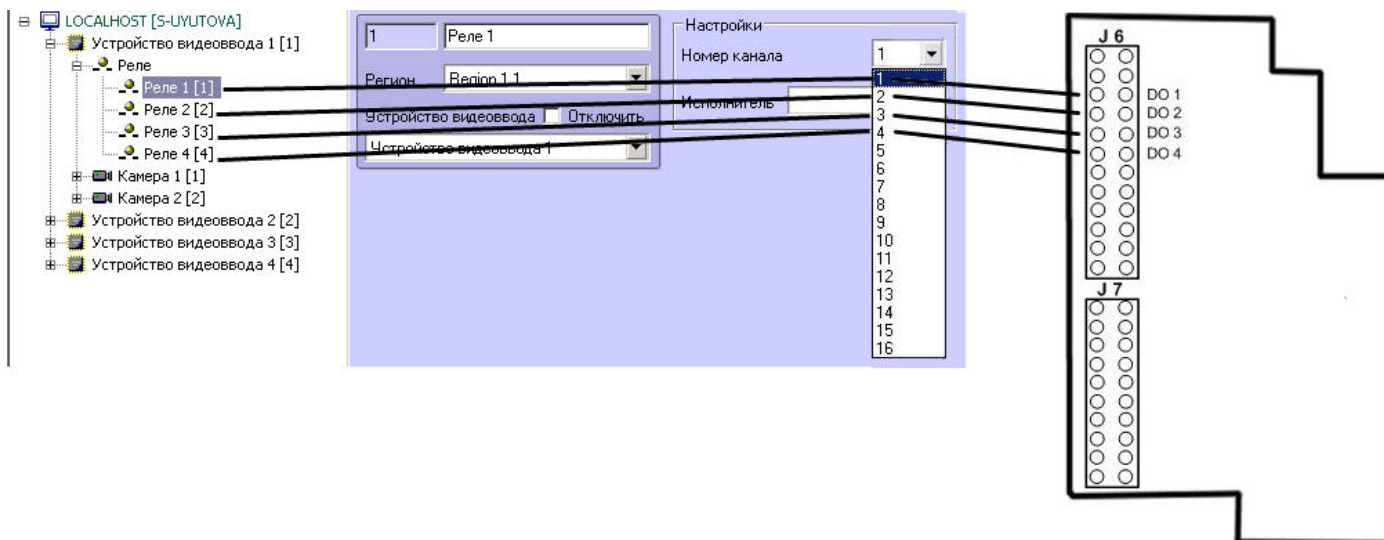 LOCALHOST [S-UYUTOVA]
Устройство видеоввода 1 [1]
Реле
Реле 1 [1]
Реле 2 [2]
Реле 3 [3]
Реле 4 [4]
Камера 1 [1]
Камера 2 [2]
Устройство видеоввода 2 [2]
Устройство видеоввода 3 [3]
Устройство видеоввода 4 [4]
1 Реле 1
Регион Region 1.1
Устройство видеоввода Отключить
Устройство видеоввода 1
Настройки
Номер канала 1
Исполнитель
1
2
3
4
5
6
7
8
9
10
11
12
13
14
15
16
J 6
DO 1
DO 2
DO 3
DO 4
J 7